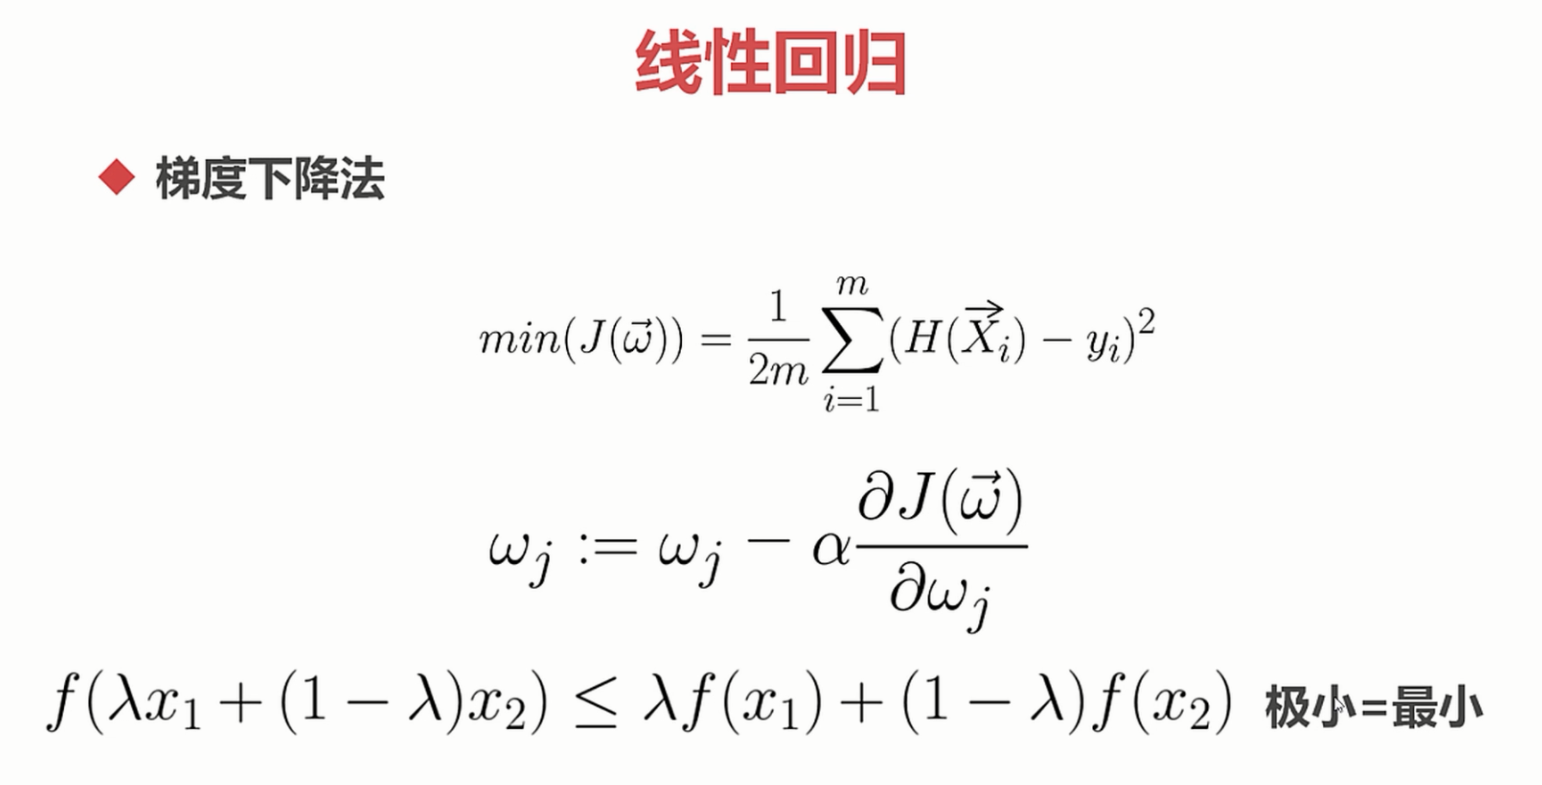 线性回归
梯度下降法
$min(J(\vec{\omega})) = \frac{1}{2m} \sum_{i=1}^{m} (H(\overrightarrow{X_i}) - y_i)^2$
$\omega_j := \omega_j - \alpha \frac{\partial J(\vec{\omega})}{\partial \omega_j}$
$f(\lambda x_1 + (1 - \lambda) x_2) \leq \lambda f(x_1) + (1 - \lambda) f(x_2)$ 极小=最小